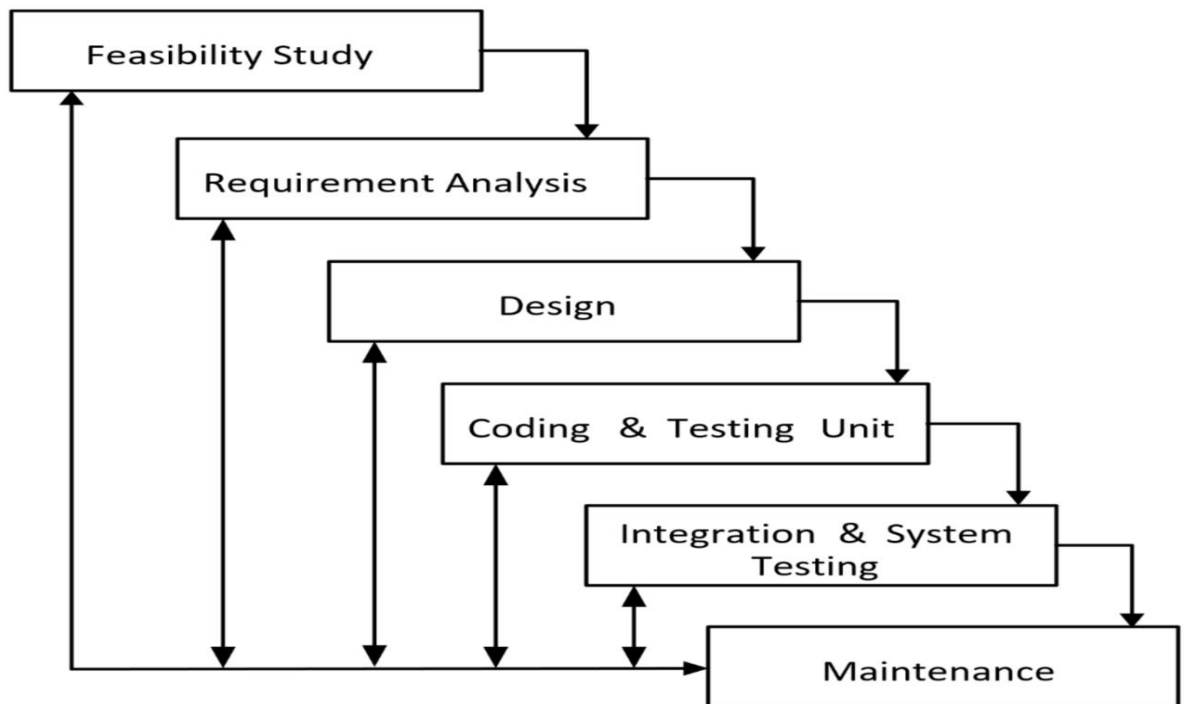 Feasibility Study
Requirement Analysis
Design
Coding & Testing Unit
Integration & System
Testing
Maintenance